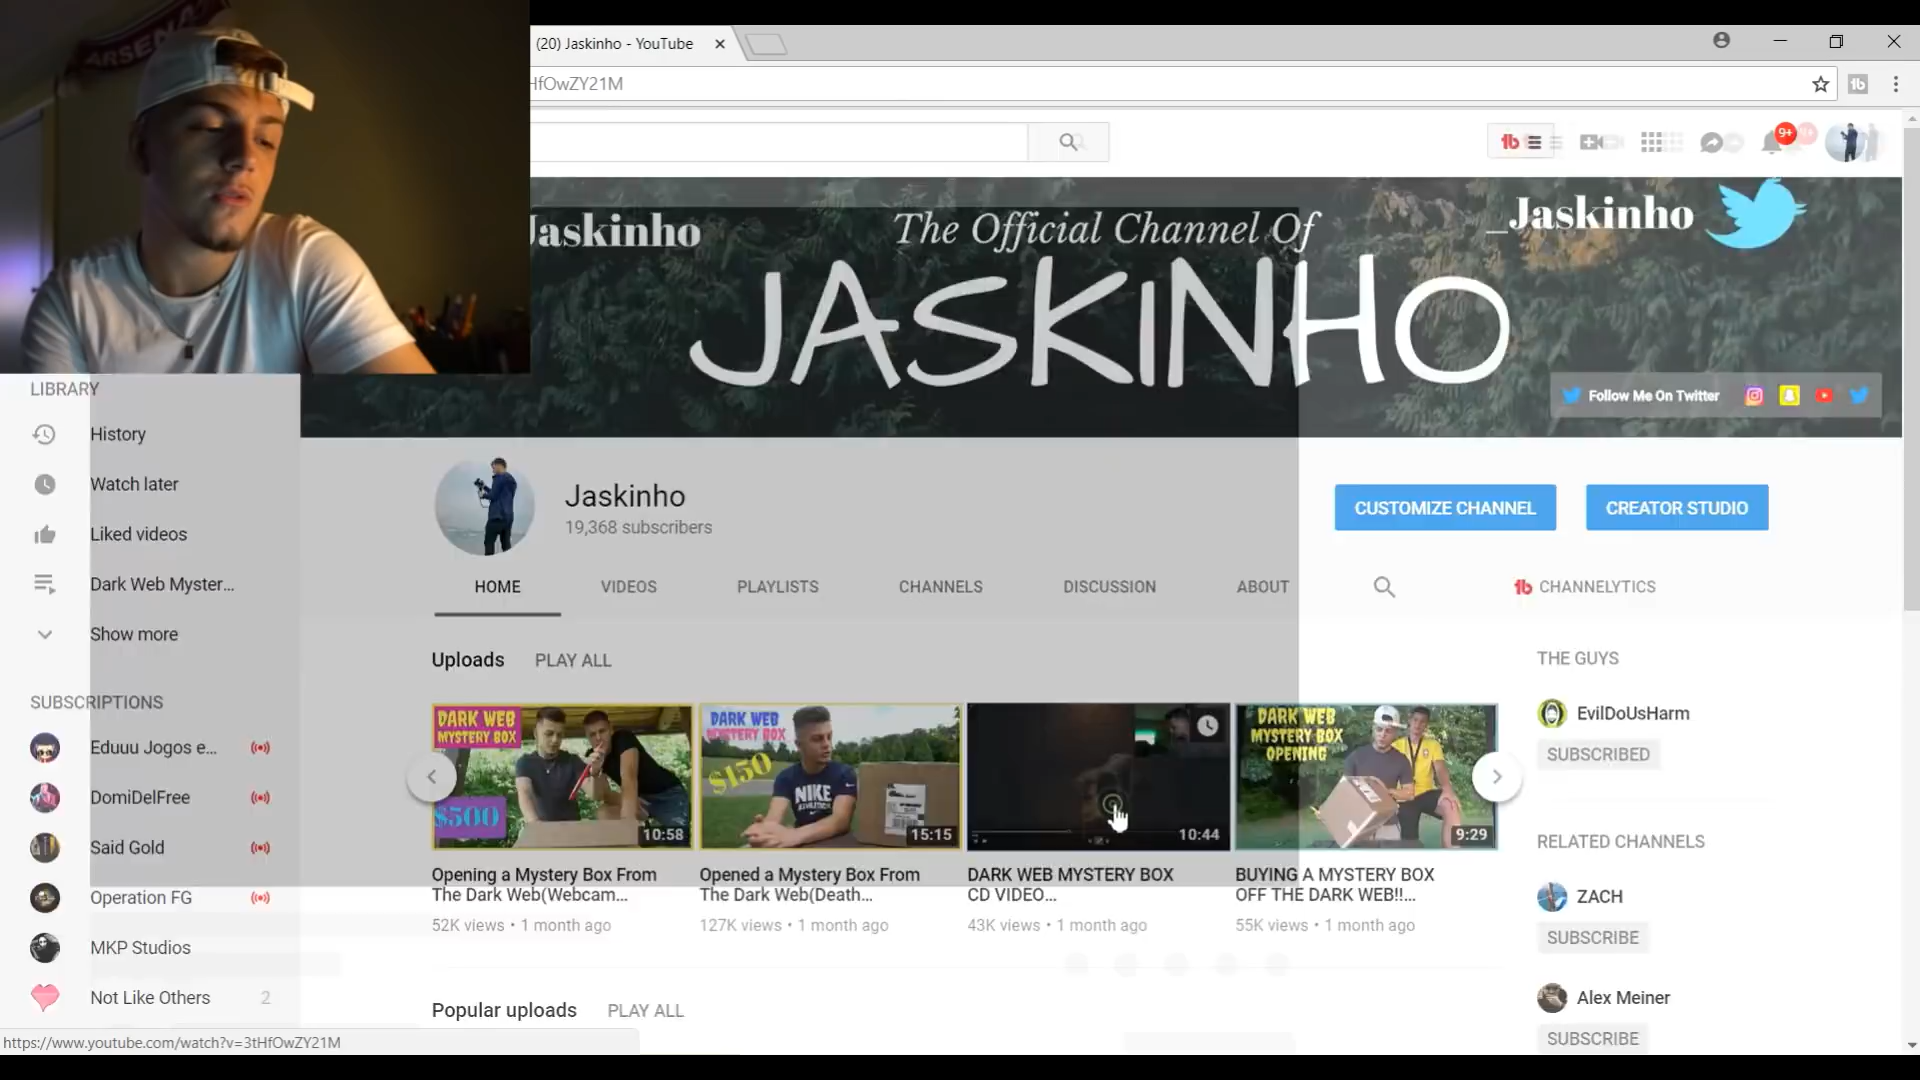 ARSENA
(20) Jaskinho - YouTube
HfOwZY21M
9+
Jaskinho
The Official Channel Of
_Jaskinho
JASKINHO
Follow Me On Twitter
LIBRARY
History
Watch later
Liked videos
Dark Web Myster...
Show more
SUBSCRIPTIONS
Eduuu Jogos e...
DomiDelFree
Said Gold
Operation FG
MKP Studios
Not Like Others 2
Jaskinho
19,368 subscribers
CUSTOMIZE CHANNEL
CREATOR STUDIO
HOME VIDEOS PLAYLISTS CHANNELS DISCUSSION ABOUT
CHANNELYTICS
Uploads PLAY ALL
DARK WEB
MYSTERY BOX
$500
10:58
Opening a Mystery Box From
The Dark Web(Webcam...
52K views • 1 month ago
DARK WEB
MYSTERY BOX
$150
NIKE
15:15
Opened a Mystery Box From
The Dark Web(Death...
127K views • 1 month ago
10:44
DARK WEB MYSTERY BOX
CD VIDEO...
43K views • 1 month ago
DARK WEB
MYSTERY BOX
OPENING
9:29
BUYING A MYSTERY BOX
OFF THE DARK WEB!!...
55K views • 1 month ago
Popular uploads PLAY ALL
THE GUYS
EvilDoUsHarm
SUBSCRIBED
RELATED CHANNELS
ZACH
SUBSCRIBE
Alex Meiner
SUBSCRIBE
https://www.youtube.com/watch?v=3tHfOwZY21M